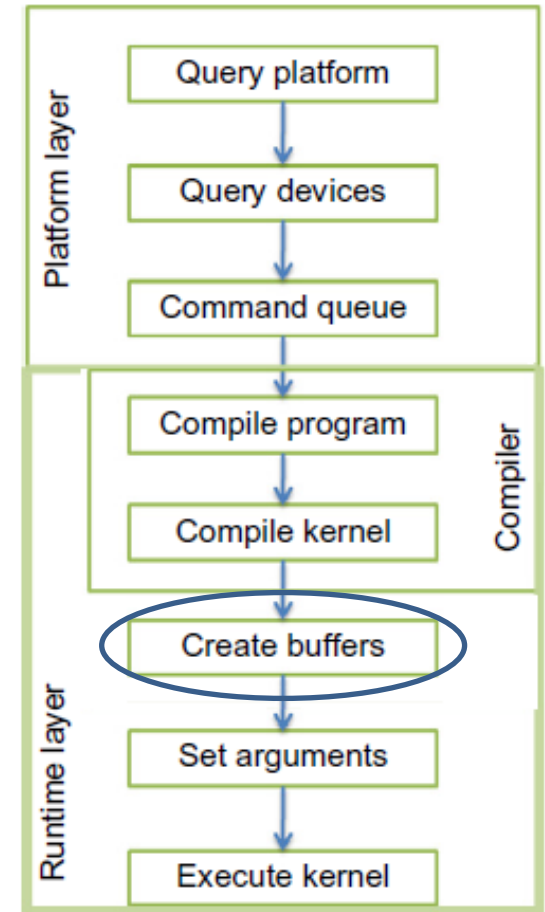 Platform layer
Query platform
Query devices
Command queue
Compile program
Compile kernel
Compiler
Create buffers
Runtime layer
Set arguments
Execute kernel